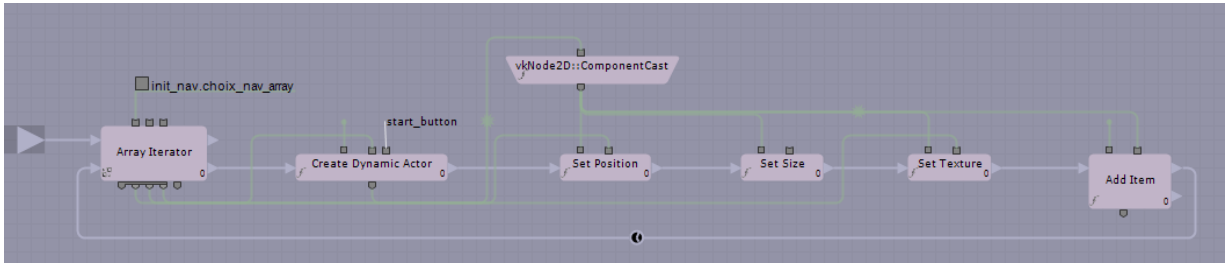 vkNode2D::ComponentCast
init_nav.choix_nav_array
start_button
Array Iterator
0
Create Dynamic Actor
0
Set Position
0
Set Size
0
Set Texture
0
Add Item
0